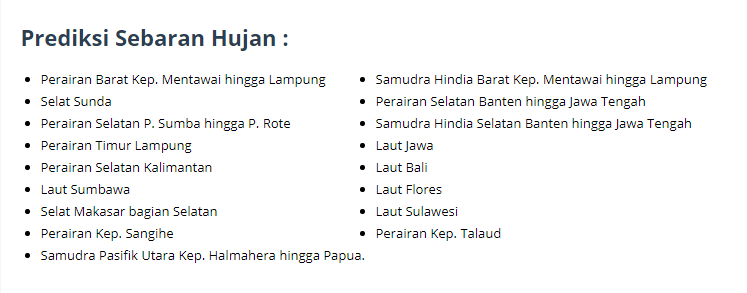 Prediksi Sebaran Hujan :
Perairan Barat Kep. Mentawai hingga Lampung
Selat Sunda
Perairan Selatan P. Sumba hingga P. Rote
Perairan Timur Lampung
Perairan Selatan Kalimantan
Laut Sumbawa
Selat Makasar bagian Selatan
Perairan Kep. Sangihe
Samudra Pasifik Utara Kep. Halmahera hingga Papua.
Samudra Hindia Barat Kep. Mentawai hingga Lampung
Perairan Selatan Banten hingga Jawa Tengah
Samudra Hindia Selatan Banten hingga Jawa Tengah
Laut Jawa
Laut Bali
Laut Flores
Laut Sulawesi
Perairan Kep. Talaud